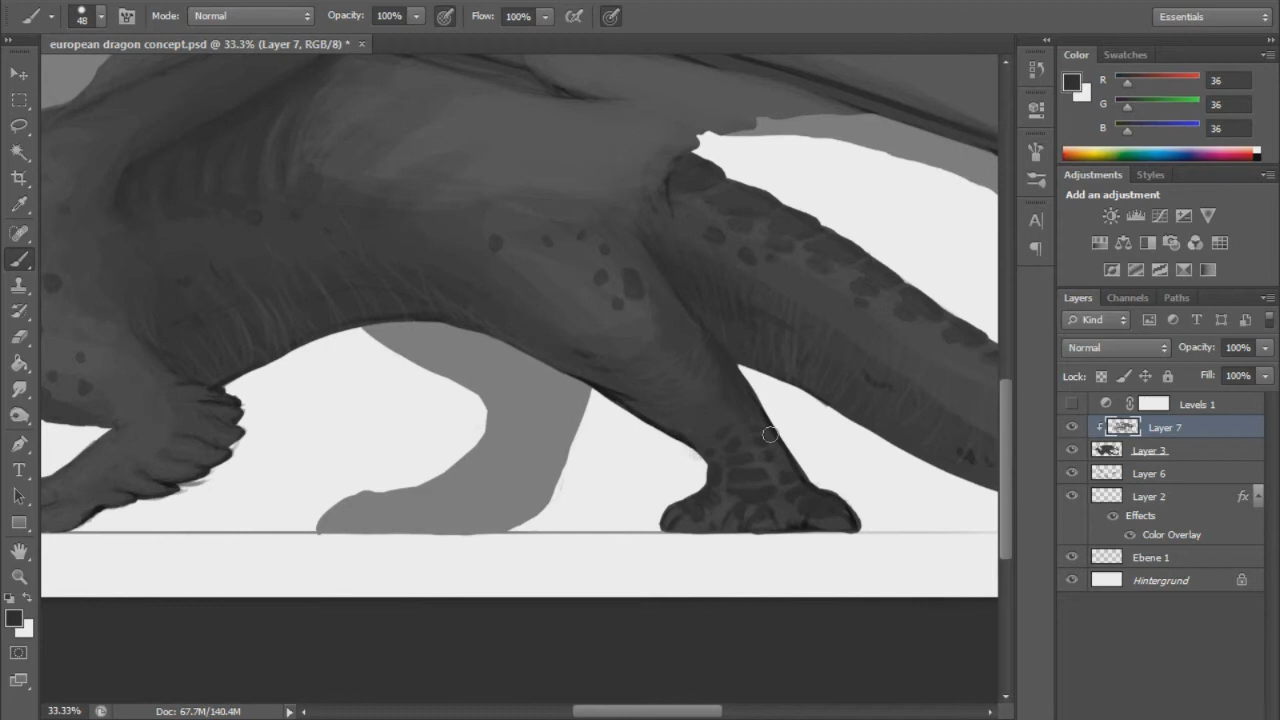 48 Mode: Normal Opacity: 100% Flow: 100% Essentials
european dragon concept.psd @ 33.3% (Layer 7, RGB/8) * ×
Color Swatches
R 36
G 36
B 36
Adjustments Styles
Add an adjustment
Layers Channels Paths
Kind T
Normal Opacity: 100%
Lock: Fill: 100%
Levels 1
Layer 7
Layer 3
Layer 6
Layer 2 fx
Effects
Color Overlay
Ebene 1
Hintergrund
33.33% Doc: 67.7M/140.4M